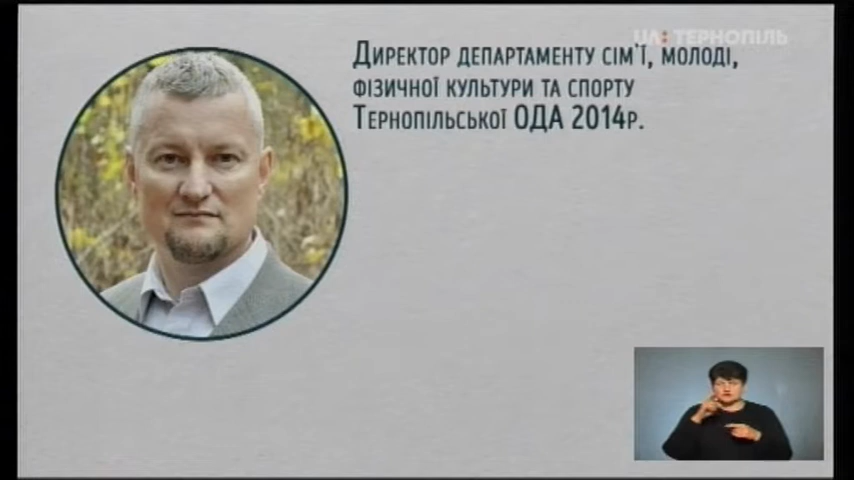 UA: ТЕРНОПІЛЬ
Директор департаменту сім'ї, молоді,
фізичної культури та спорту
Тернопільської ОДА 2014р.